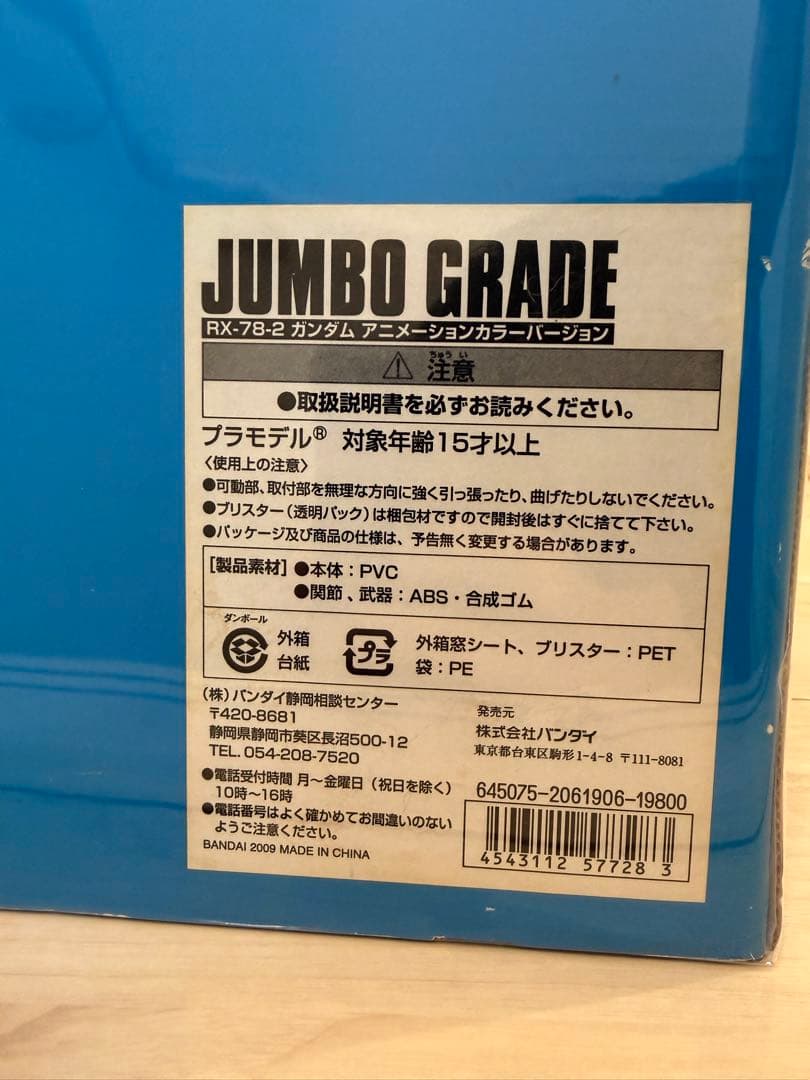 JUMBO GRADE
RX-78-2 ガンダム アニメーションカラーバージョン
ちゅうい
注意
●取扱説明書を必ずお読みください。
プラモデル® 対象年齢15才以上
〈使用上の注意〉
●可動部、取付部を無理な方向に強く引っ張ったり、曲げたりしないでください。
●ブリスター（透明パック）は梱包材ですので開封後はすぐに捨てて下さい。
●パッケージ及び商品の仕様は、予告無く変更する場合があります。
[製品素材] ●本体：PVC
●関節、武器：ABS・合成ゴム
ダンボール
外箱
台紙
プラ
外箱窓シート、ブリスター：PET
袋：PE
（株）バンダイ静岡相談センター
〒420-8681
静岡県静岡市葵区長沼500-12
TEL. 054-208-7520
●電話受付時間 月〜金曜日（祝日を除く）
10時〜16時
●電話番号はよく確かめてお間違いのない
ようご注意ください。
BANDAI 2009 MADE IN CHINA
発売元
株式会社バンダイ
東京都台東区駒形1-4-8 〒111-8081
645075-2061906-19800
4543112 577283